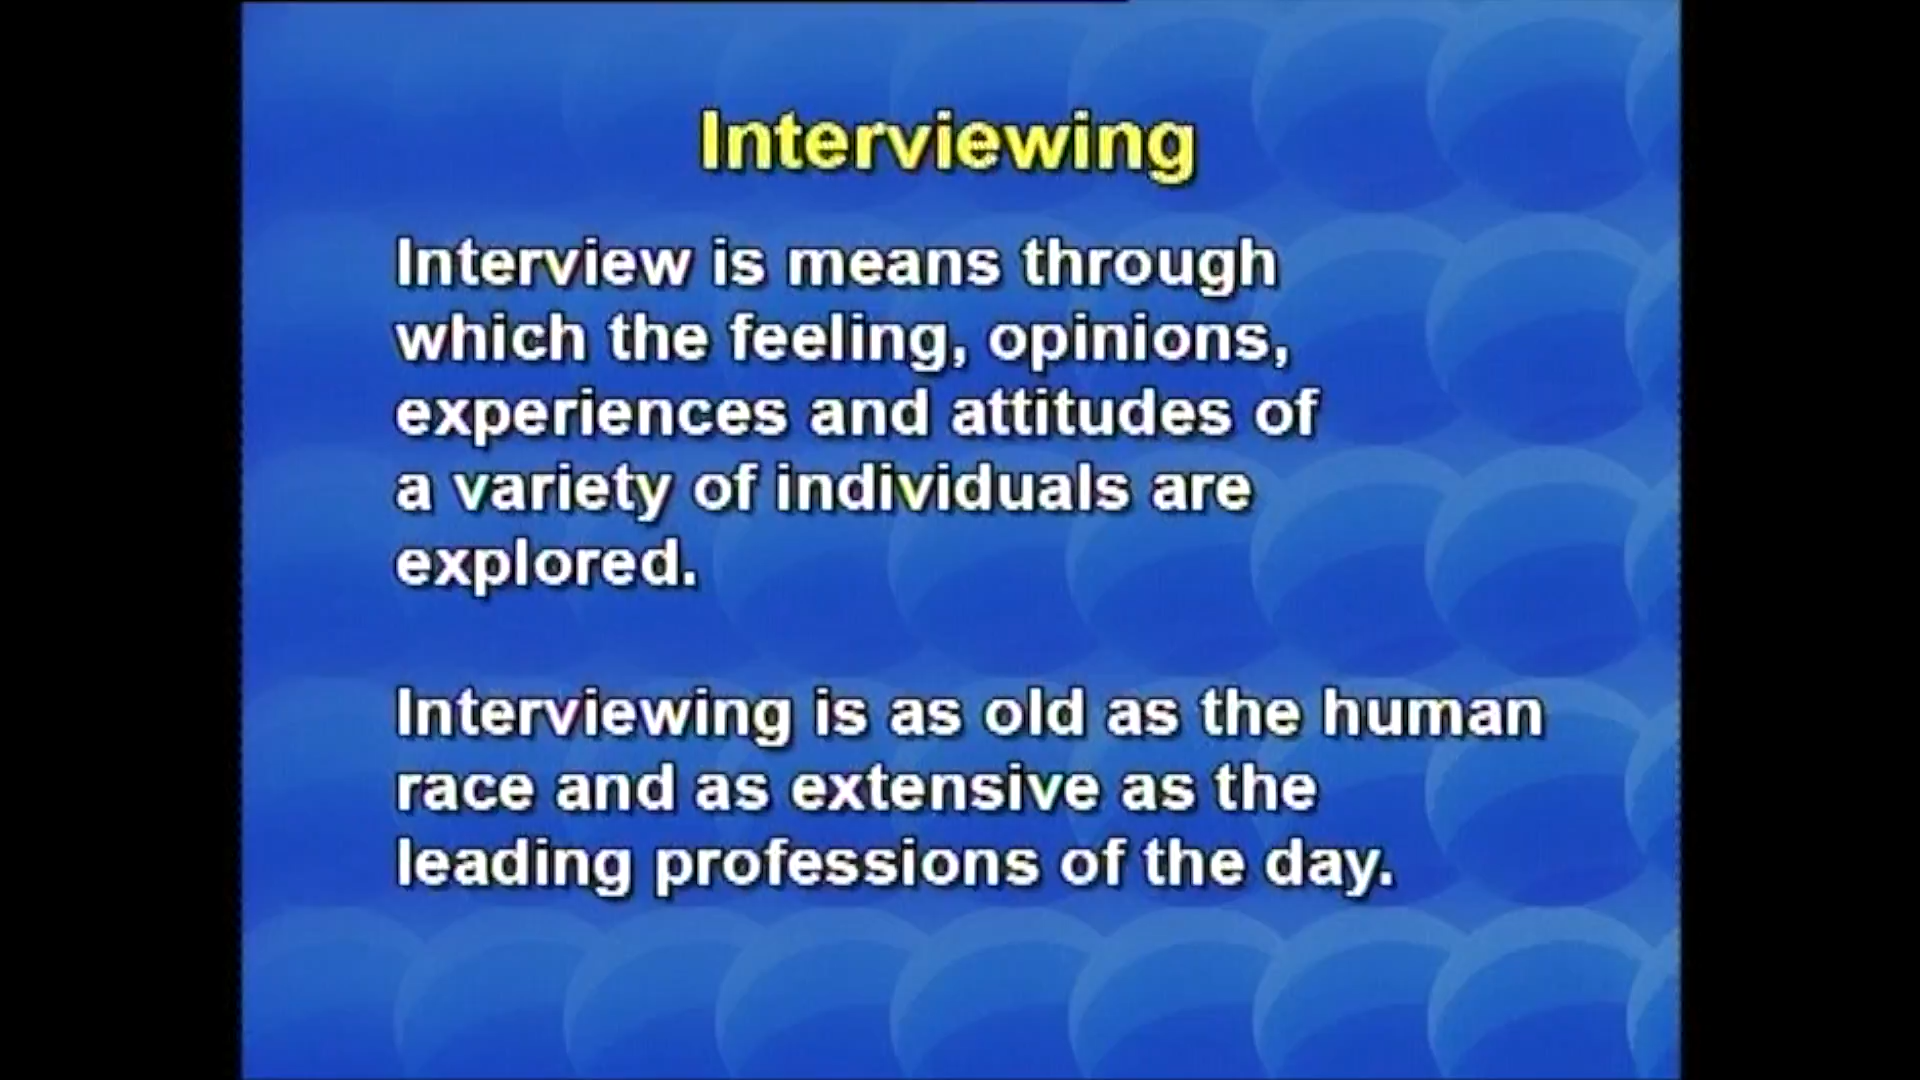 Interviewing
Interview is means through
which the feeling, opinions,
experiences and attitudes of
a variety of individuals are
explored.
Interviewing is as old as the human
race and as extensive as the
leading professions of the day.